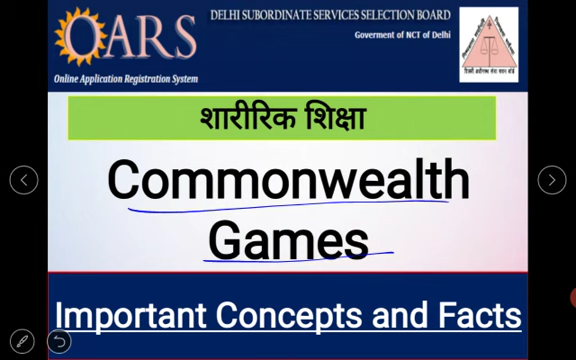 OARS
Online Application Registration System
DELHI SUBORDINATE SERVICES SELECTION BOARD
Goverment of NCT of Delhi
शारीरिक शिक्षा
Commonwealth
Games
Important Concepts and Facts